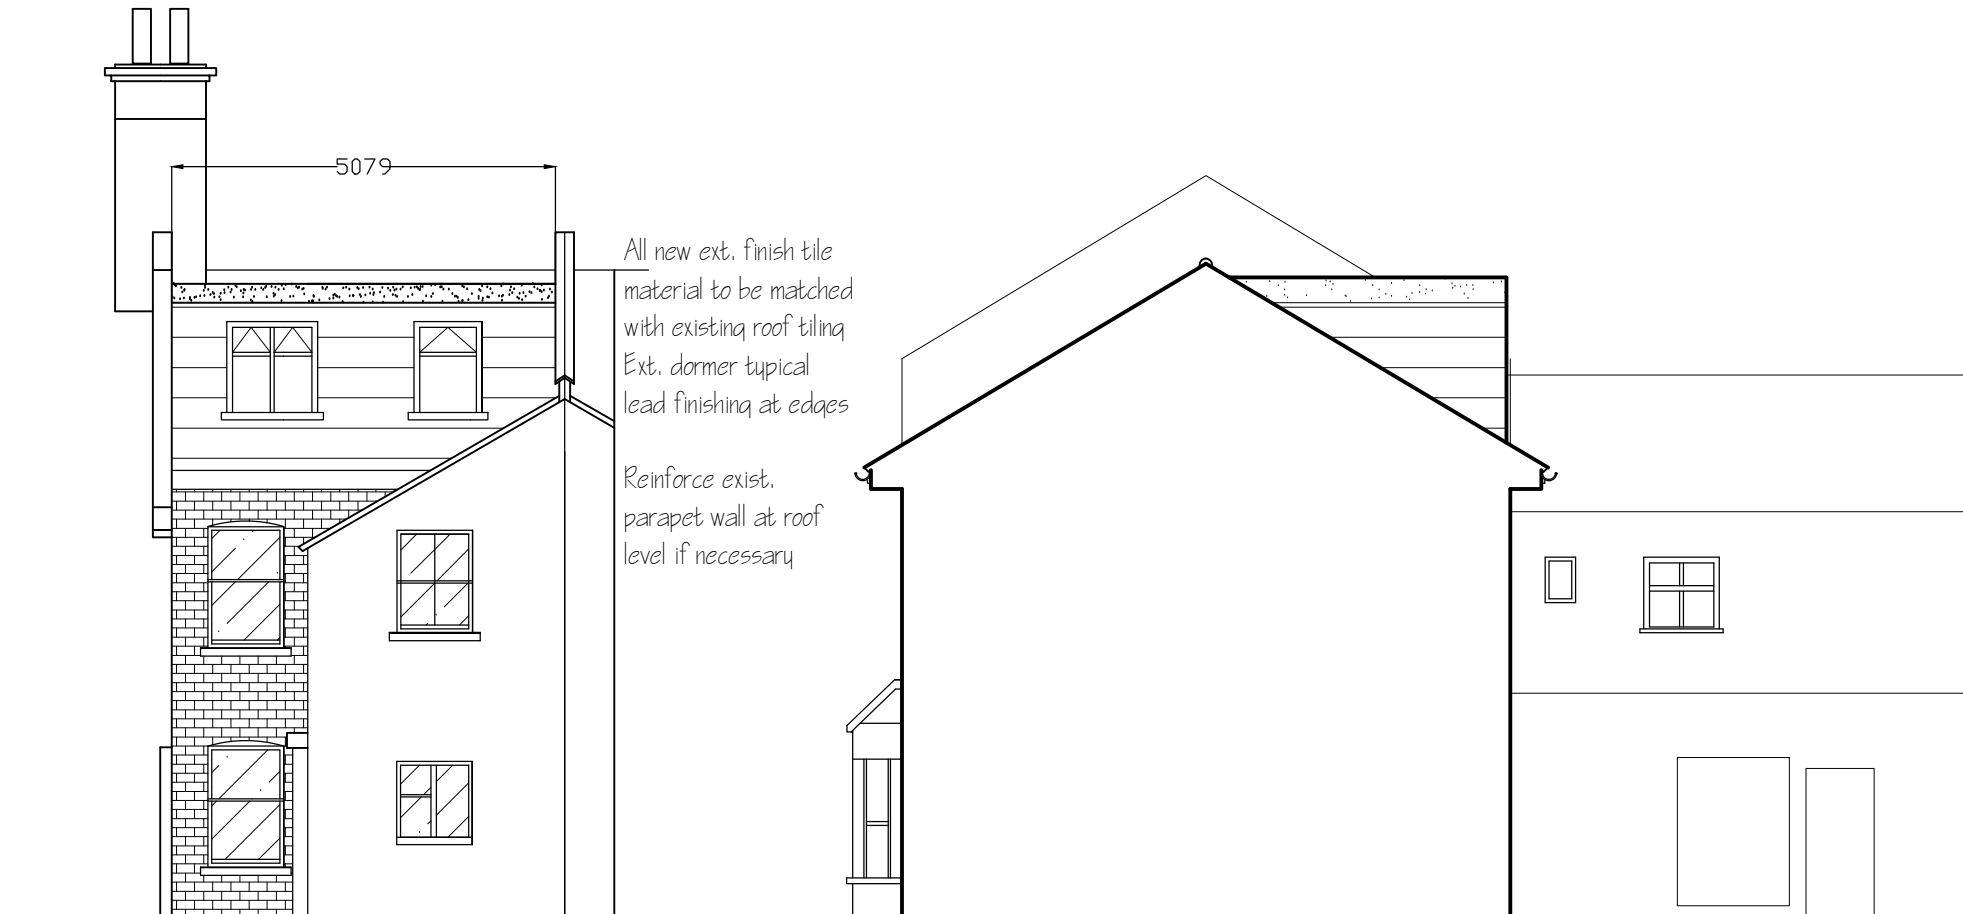 5079
All new ext. finish tile
material to be matched
with existing roof tiling
Ext. dormer typical
lead finishing at edges
Reinforce exist.
parapet wall at roof
level if necessary